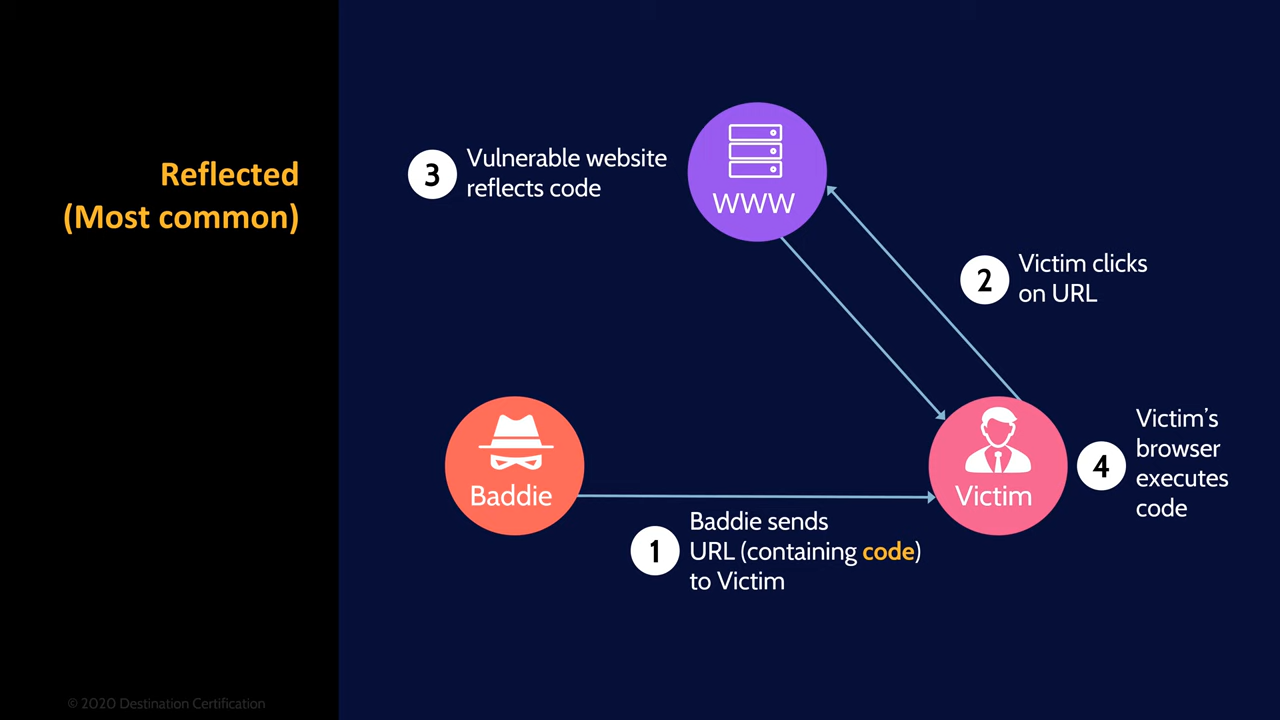 Reflected
(Most common)
3
Vulnerable website
reflects code
WWW
2
Victim clicks
on URL
Baddie
Victim
4
Victim’s
browser
executes
code
1
Baddie sends
URL (containing code)
to Victim
© 2020 Destination Certification